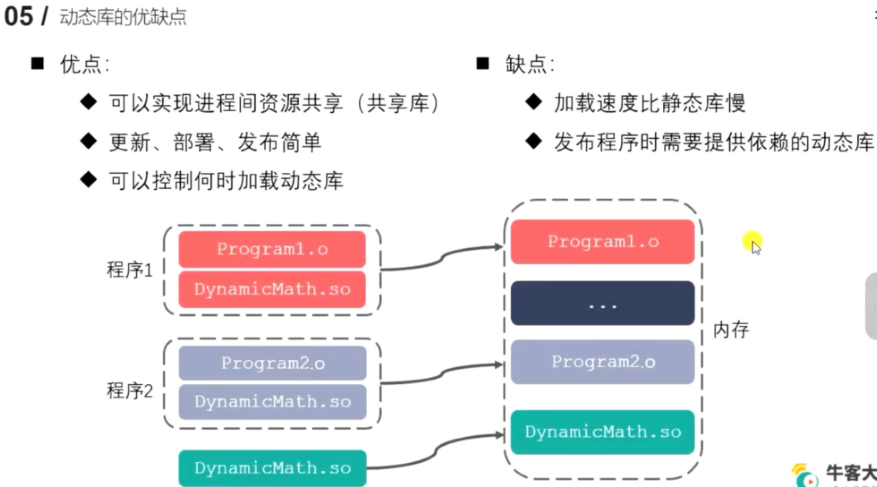 05 / 动态库的优缺点
■ 优点:
◆ 可以实现进程间资源共享（共享库）
◆ 更新、部署、发布简单
◆ 可以控制何时加载动态库
■ 缺点:
◆ 加载速度比静态库慢
◆ 发布程序时需要提供依赖的动态库
程序1
Program1.o
DynamicMath.so
程序2
Program2.o
DynamicMath.so
DynamicMath.so
Program1.o
...
Program2.o
DynamicMath.so
内存
牛客大